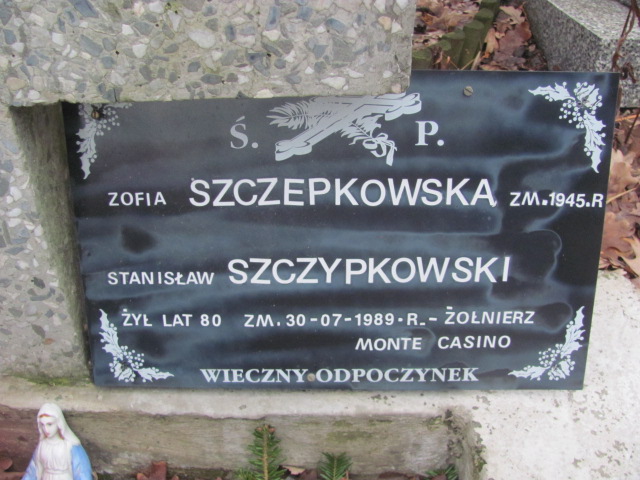 Ś. P.
ZOFIA SZCZEPKOWSKA ZM.1945.R
STANISŁAW SZCZYPKOWSKI
ŻYŁ LAT 80 ZM. 30-07-1989.R.- ŻOŁNIERZ
MONTE CASINO
WIECZNY ODPOCZYNEK